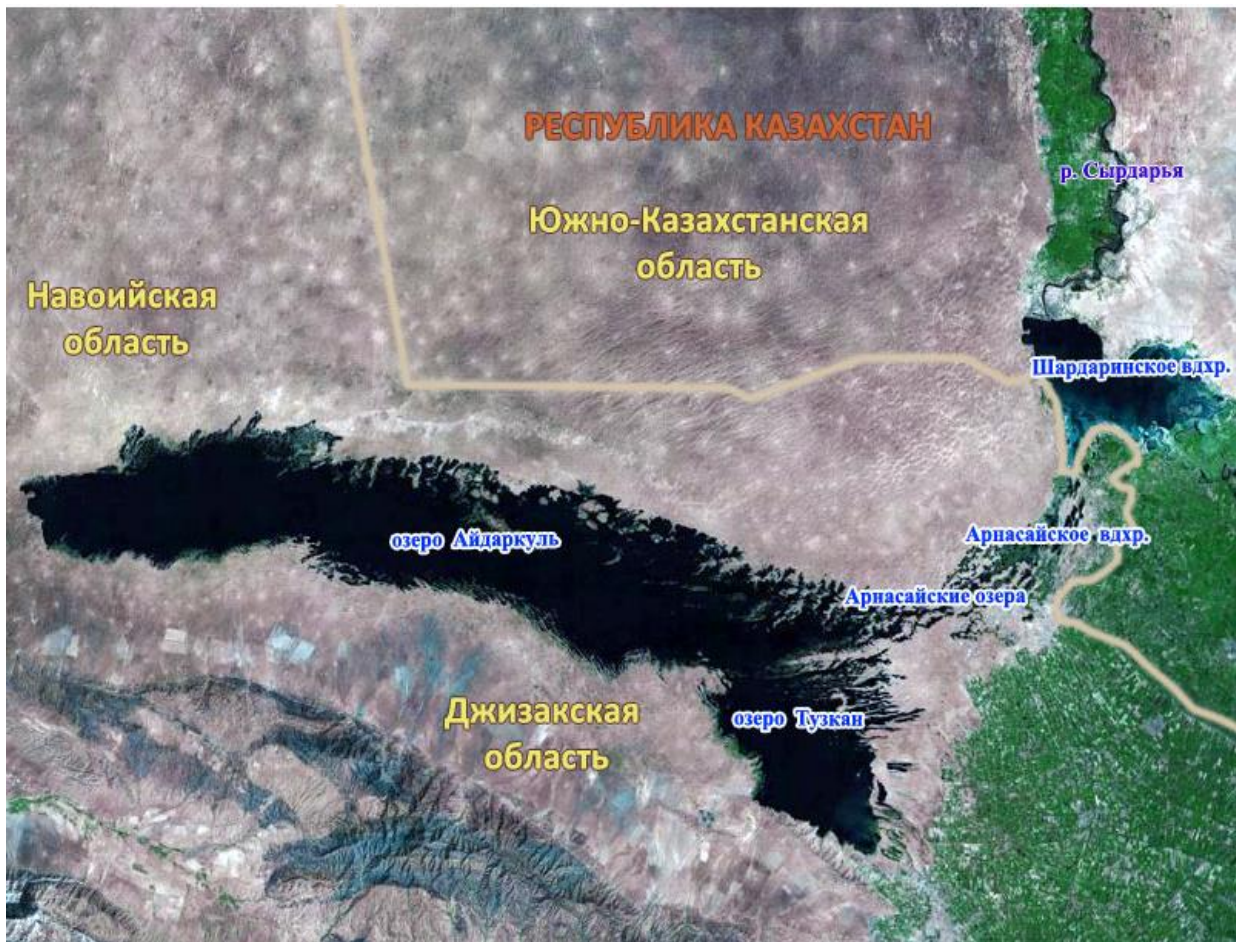 РЕСПУБЛИКА КАЗАХСТАН
р. Сырдарья
Южно-Казахстанская
область
Навоийская
область
Шардаринское вдхр.
Арнасайское вдхр.
озеро Айдаркуль
Арнасайские озера
Джизакская
область
озеро Тузкан